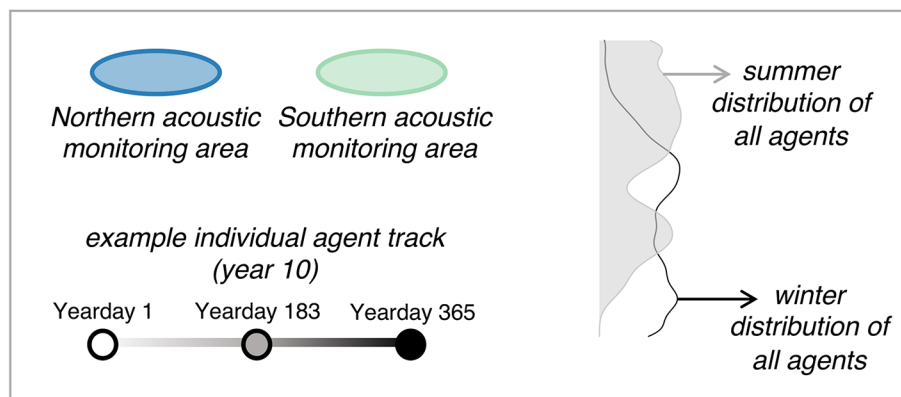 Northern acoustic
monitoring area
Southern acoustic
monitoring area
summer
distribution of
all agents
example individual agent track
(year 10)
Yearday 1
Yearday 183
Yearday 365
winter
distribution of
all agents